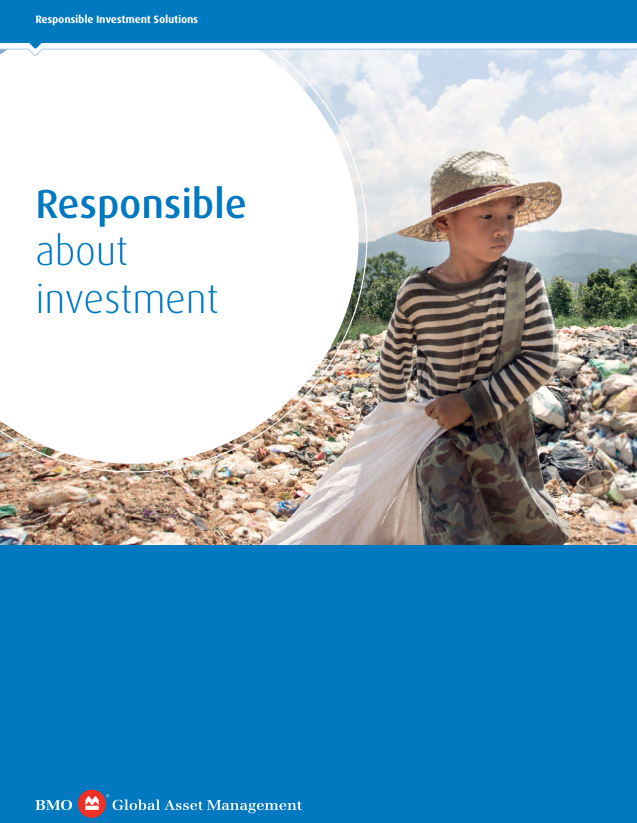 Responsible Investment Solutions
Responsible
about
investment
BMO Global Asset Management